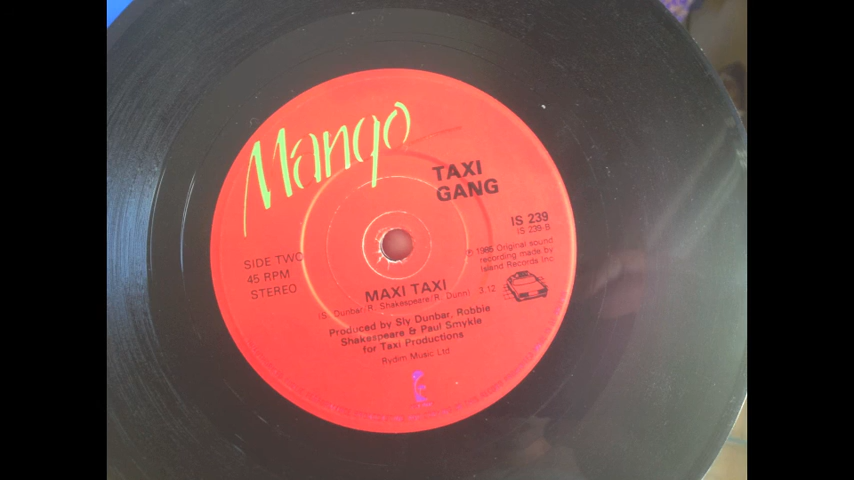 Mango
TAXI
GANG
IS 239
IS 239-B
SIDE TWO
45 RPM
STEREO
℗ 1985 Original sound
recording made by
Island Records Inc
MAXI TAXI
(S. Dunbar/R. Shakespeare/R. Dunn) 3.12
Produced by Sly Dunbar, Robbie
Shakespeare & Paul Smykle
for Taxi Productions
Rydim Music Ltd